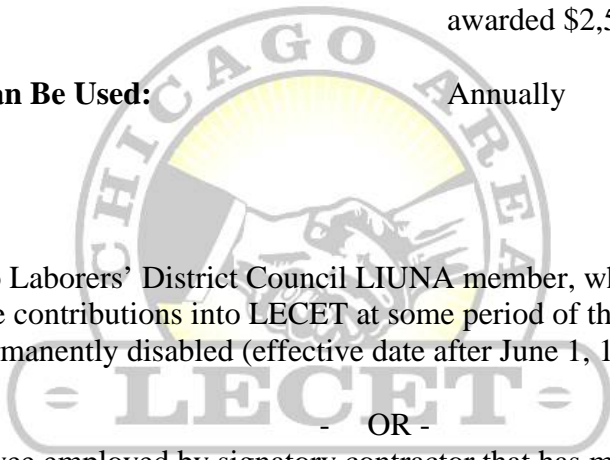 awarded $2,5
an Be Used: Annually
CHICAGO AREA
Laborers’ District Council LIUNA member, wh
e contributions into LECET at some period of th
manently disabled (effective date after June 1, 1
= LECET =
- OR -
employed by signatory contractor that has m